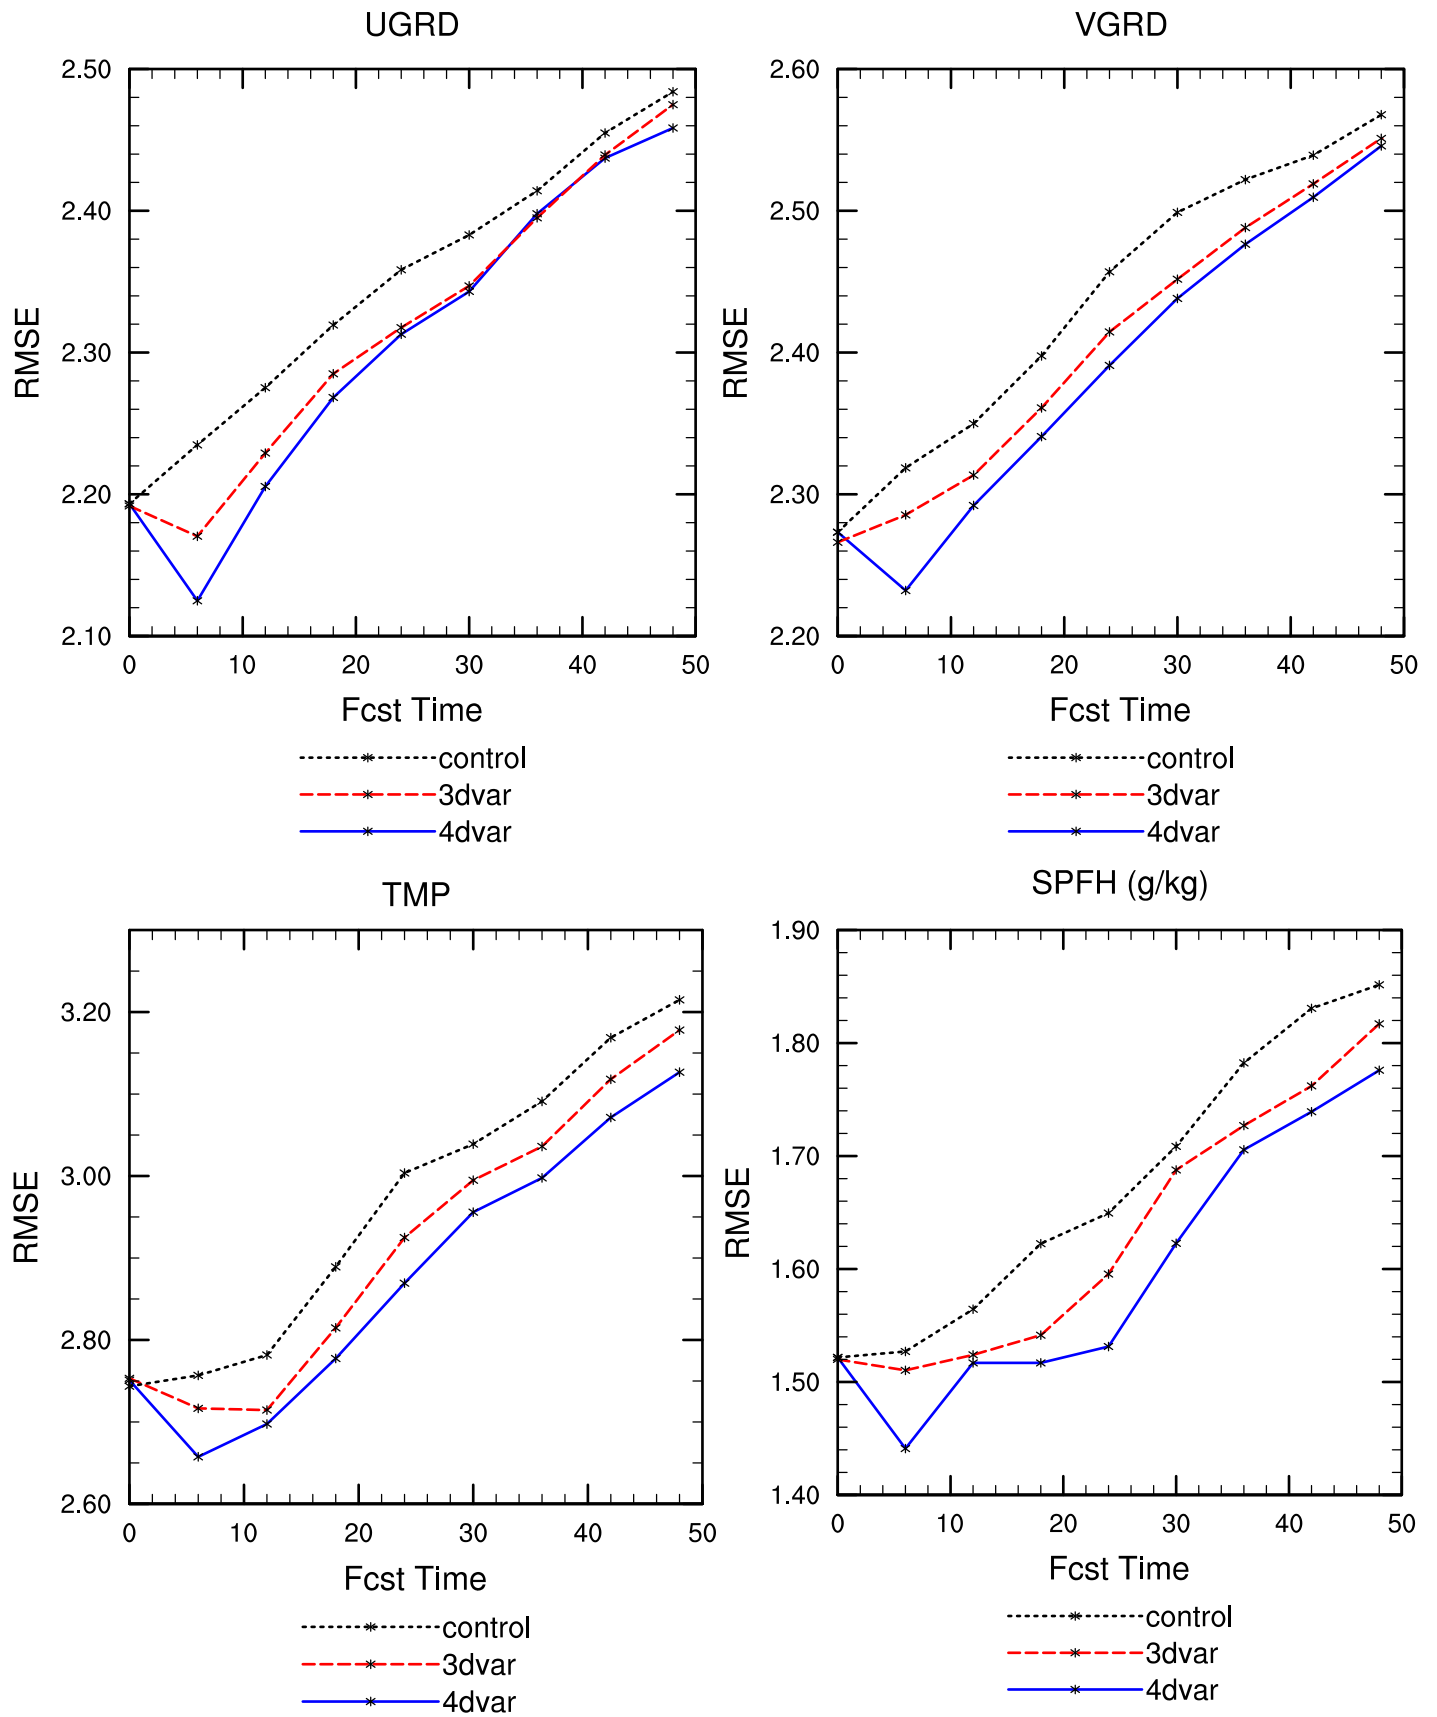 UGRD
2.50
2.40
2.30
2.20
2.10
RMSE
0 10 20 30 40 50
Fcst Time
control
3dvar
4dvar
VGRD
2.60
2.50
2.40
2.30
2.20
RMSE
0 10 20 30 40 50
Fcst Time
control
3dvar
4dvar
TMP
3.20
3.00
2.80
2.60
RMSE
0 10 20 30 40 50
Fcst Time
control
3dvar
4dvar
SPFH (g/kg)
1.90
1.80
1.70
1.60
1.50
1.40
RMSE
0 10 20 30 40 50
Fcst Time
control
3dvar
4dvar